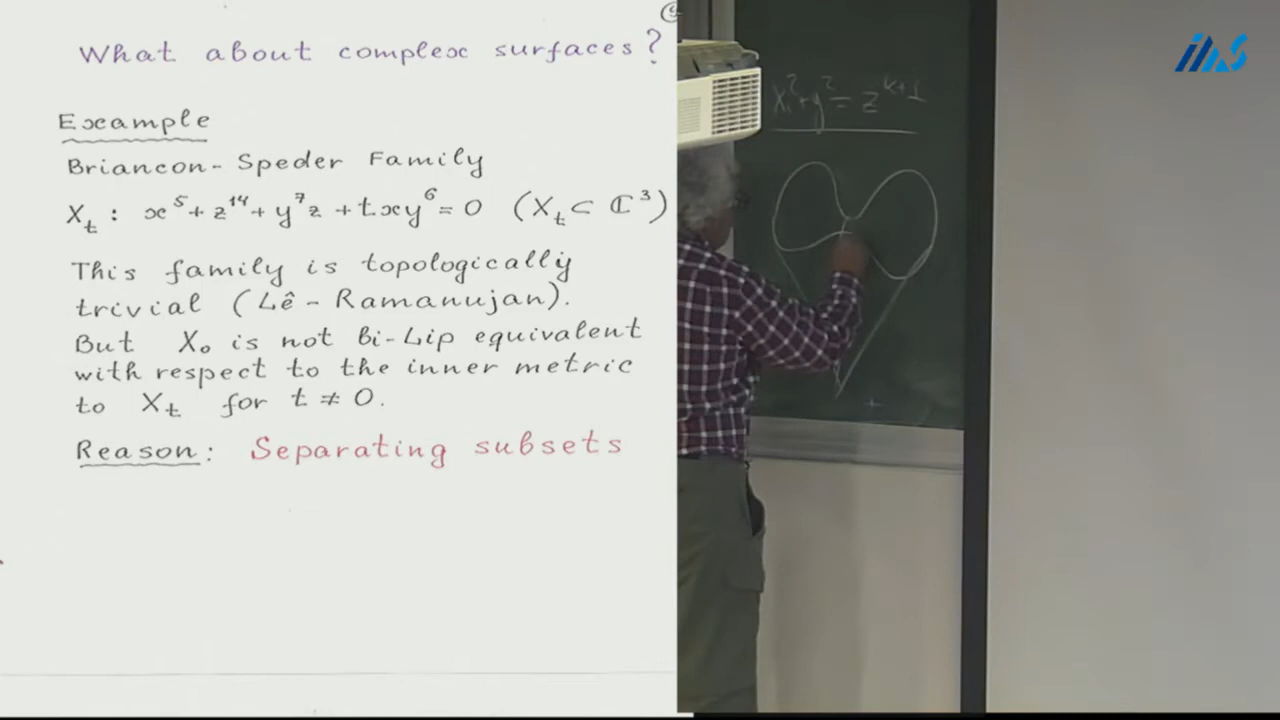 What about complex surfaces?
Example
Briancon-Speder Family
X_t : x^5 + z^14 + y^7 z + txy^6 = 0 (X_t ⊂ ℂ^3)
This family is topologically
trivial (Lê - Ramanujan).
But X_0 is not bi-Lip equivalent
with respect to the inner metric
to X_t for t ≠ 0.
Reason: Separating subsets
x^2+y^2 = z^{k+1}